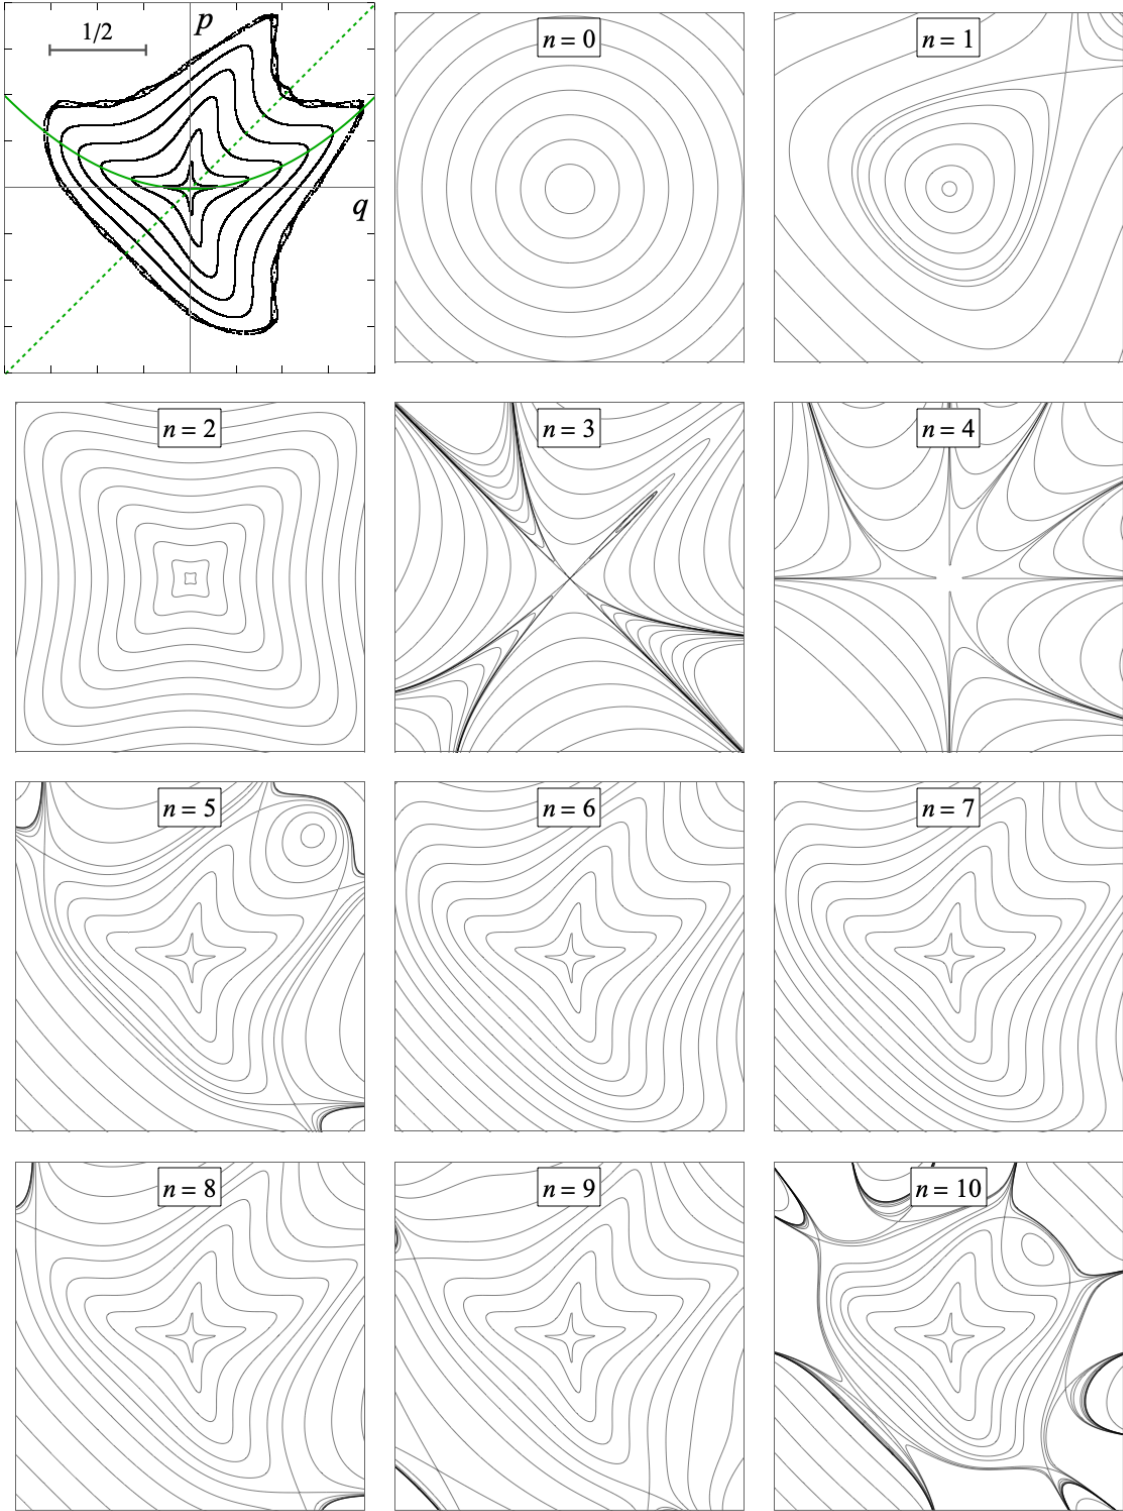 1/2
p
q
n = 0
n = 1
n = 2
n = 3
n = 4
n = 5
n = 6
n = 7
n = 8
n = 9
n = 10